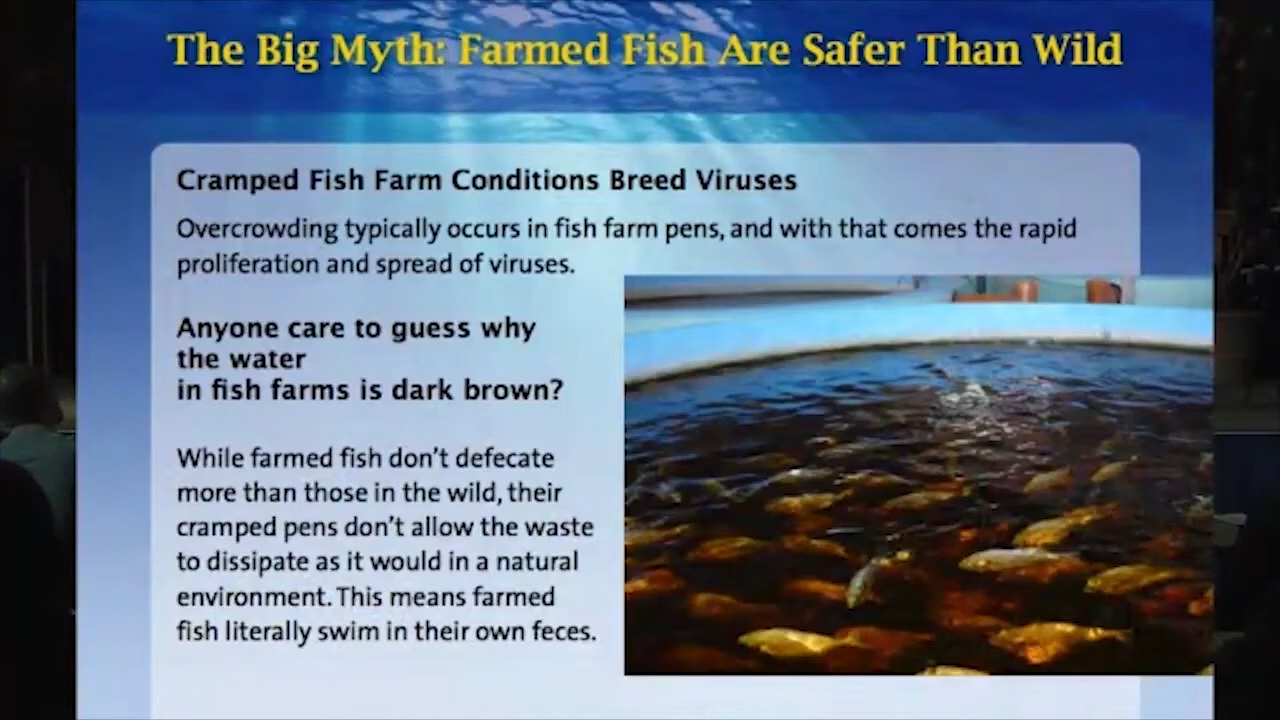 The Big Myth: Farmed Fish Are Safer Than Wild
Cramped Fish Farm Conditions Breed Viruses
Overcrowding typically occurs in fish farm pens, and with that comes the rapid
proliferation and spread of viruses.
Anyone care to guess why
the water
in fish farms is dark brown?
While farmed fish don't defecate
more than those in the wild, their
cramped pens don't allow the waste
to dissipate as it would in a natural
environment. This means farmed
fish literally swim in their own feces.